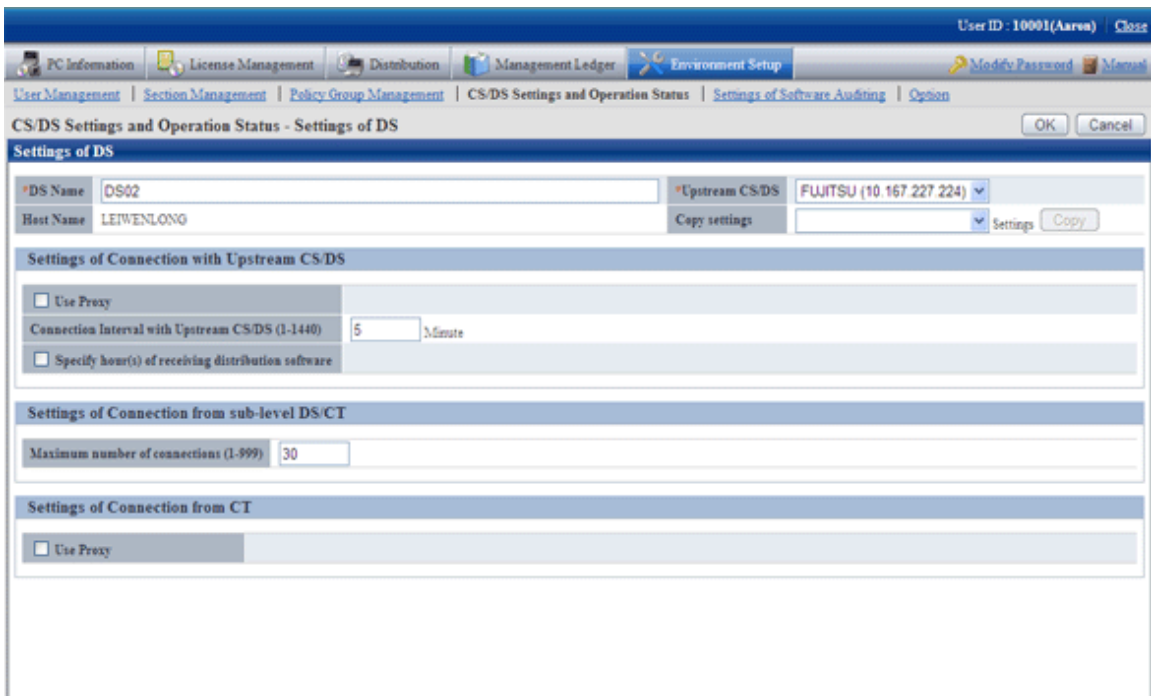 User ID : 10001(Aaron) Close
PC Information License Management Distribution Management Ledger Environment Setup Modify Password Manual
User Management | Section Management | Policy Group Management | CS/DS Settings and Operation Status | Settings of Software Auditing | Option
CS/DS Settings and Operation Status - Settings of DS OK Cancel
Settings of DS
*DS Name DS02 *Upstream CS/DS FUJITSU (10.167.227.224)
Host Name LEIWENLONG Copy settings Settings Copy
Settings of Connection with Upstream CS/DS
Use Proxy
Connection Interval with Upstream CS/DS (1-1440) 5 Minute
Specify hour(s) of receiving distribution software
Settings of Connection from sub-level DS/CT
Maximum number of connections (1-999) 30
Settings of Connection from CT
Use Proxy